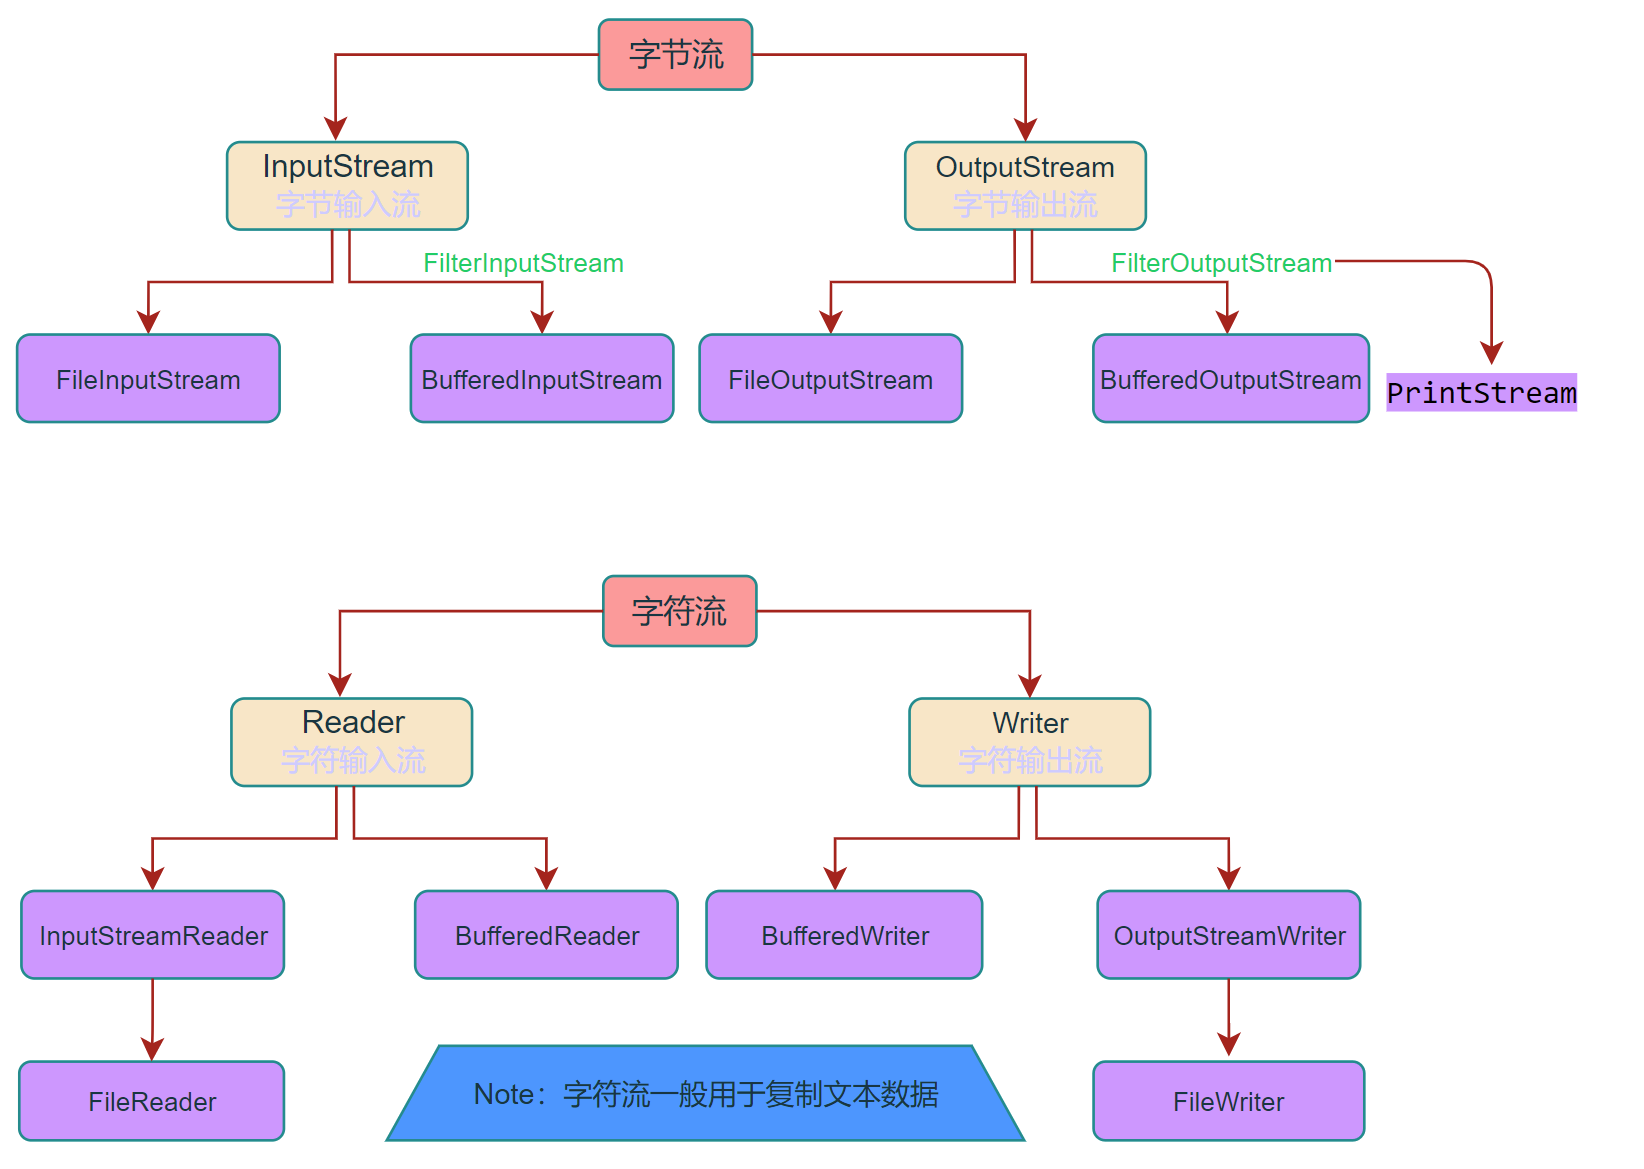 字节流
InputStream
字节输入流
OutputStream
字节输出流
FilterInputStream
FilterOutputStream
FileInputStream
BufferedInputStream
FileOutputStream
BufferedOutputStream
PrintStream
字符流
Reader
字符输入流
Writer
字符输出流
InputStreamReader
BufferedReader
BufferedWriter
OutputStreamWriter
FileReader
Note：字符流一般用于复制文本数据
FileWriter